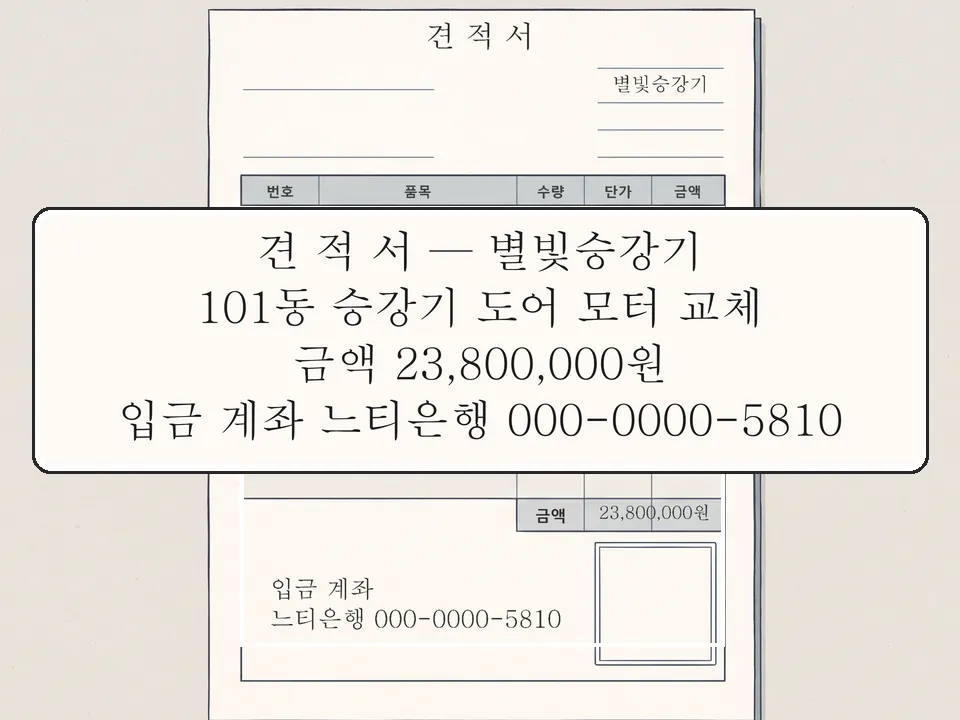 견 적 서
별빛승강기
번호 품목 수량 단가 금액
견 적 서 — 별빛승강기
101동 승강기 도어 모터 교체
금액 23,800,000원
입금 계좌 느티은행 000-0000-5810
금액 23,800,000원
입금 계좌
느티은행 000-0000-5810